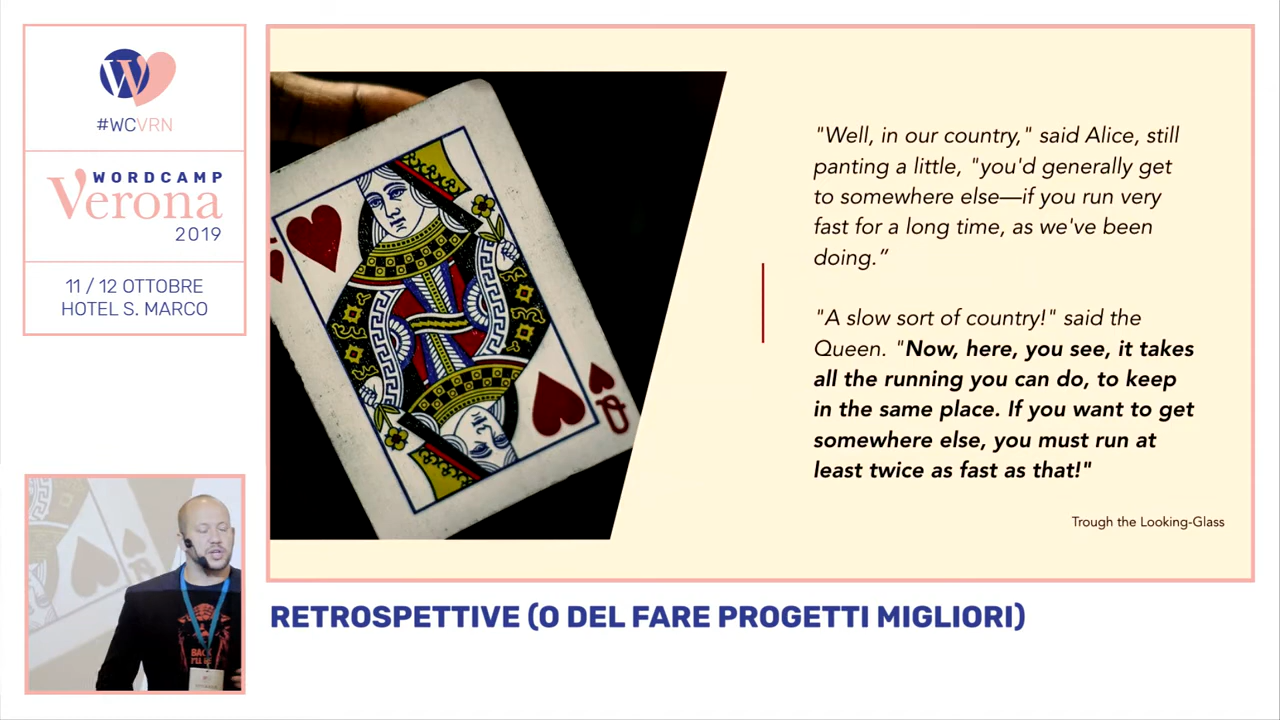 #WCVRN
WORDCAMP
Verona
2019
11 / 12 OTTOBRE
HOTEL S. MARCO
"Well, in our country," said Alice, still
panting a little, "you'd generally get
to somewhere else—if you run very
fast for a long time, as we've been
doing.”
"A slow sort of country!" said the
Queen. "Now, here, you see, it takes
all the running you can do, to keep
in the same place. If you want to get
somewhere else, you must run at
least twice as fast as that!"
Trough the Looking-Glass
Q
RETROSPETTIVE (O DEL FARE PROGETTI MIGLIORI)